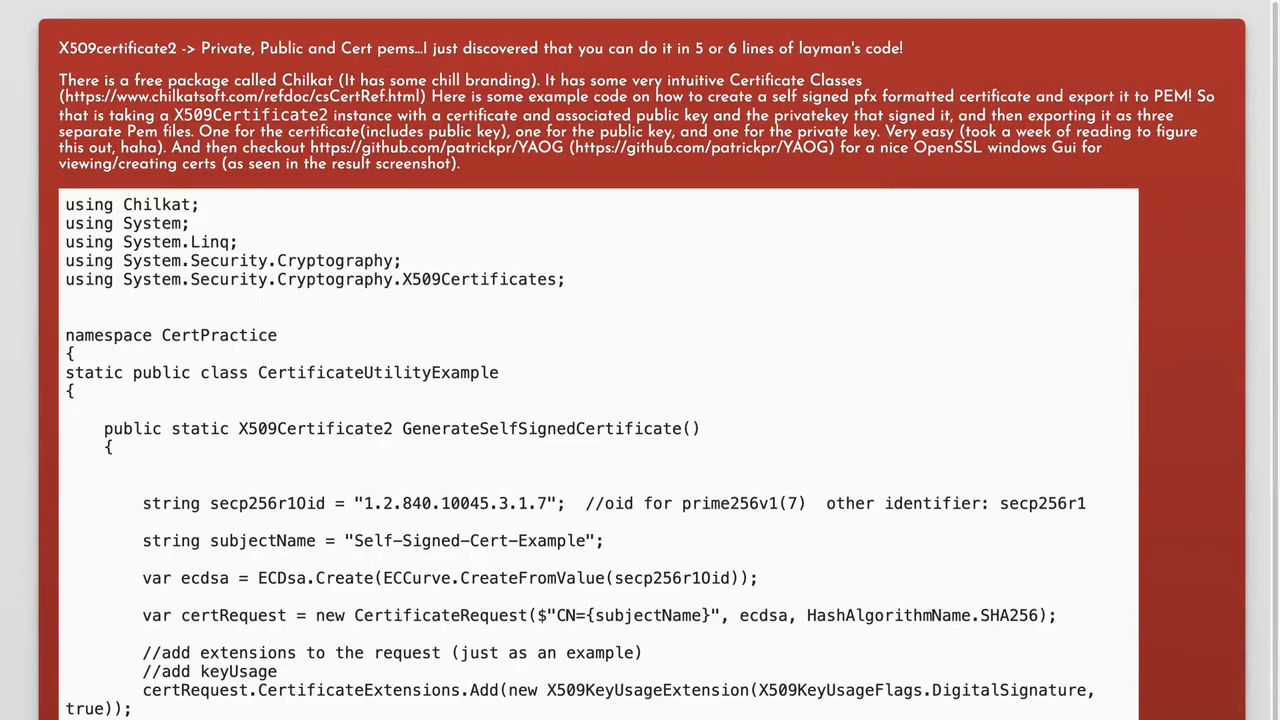 X509certificate2 -> Private, Public and Cert pems...I just discovered that you can do it in 5 or 6 lines of layman's code!
There is a free package called Chilkat (It has some chill branding). It has some very intuitive Certificate Classes
(https://www.chilkatsoft.com/refdoc/csCertRef.html) Here is some example code on how to create a self signed pfx formatted certificate and export it to PEM! So
that is taking a X509Certificate2 instance with a certificate and associated public key and the privatekey that signed it, and then exporting it as three
separate Pem files. One for the certificate(includes public key), one for the public key, and one for the private key. Very easy (took a week of reading to figure
this out, haha). And then checkout https://github.com/patrickpr/YAOG (https://github.com/patrickpr/YAOG) for a nice OpenSSL windows Gui for
viewing/creating certs (as seen in the result screenshot).
using Chilkat;
using System;
using System.Linq;
using System.Security.Cryptography;
using System.Security.Cryptography.X509Certificates;
namespace CertPractice
{
static public class CertificateUtilityExample
{
public static X509Certificate2 GenerateSelfSignedCertificate()
{
string secp256r1Oid = "1.2.840.10045.3.1.7";  //oid for prime256v1(7)  other identifier: secp256r1
string subjectName = "Self-Signed-Cert-Example";
var ecdsa = ECDsa.Create(ECCurve.CreateFromValue(secp256r1Oid));
var certRequest = new CertificateRequest($"CN={subjectName}", ecdsa, HashAlgorithmName.SHA256);
//add extensions to the request (just as an example)
//add keyUsage
certRequest.CertificateExtensions.Add(new X509KeyUsageExtension(X509KeyUsageFlags.DigitalSignature,
true));